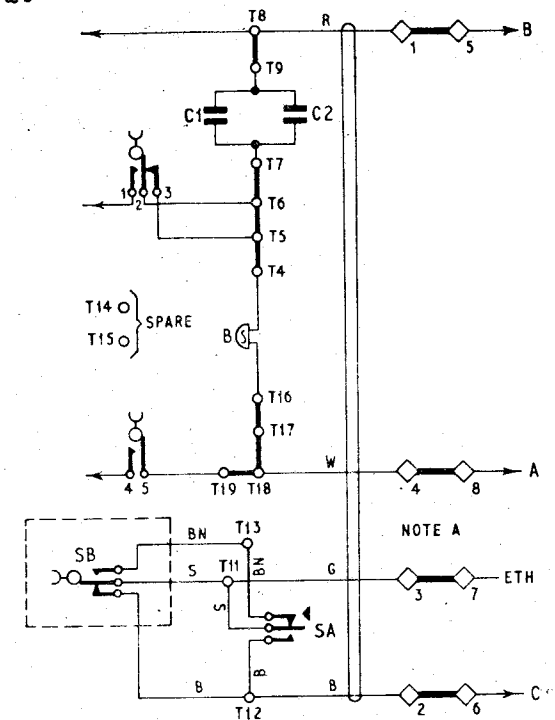 T8 R 1 5 B
T9
C1 C2
T7
1 2 3
T6
T5
T4
T14
T15
SPARE
B S
T16
T17
4 5 T19 T18 W 4 8 A
NOTE A
T13
BN
SB
S T11 BN G 3 7 ETH
S
SA
B
B T12 B 2 6 C